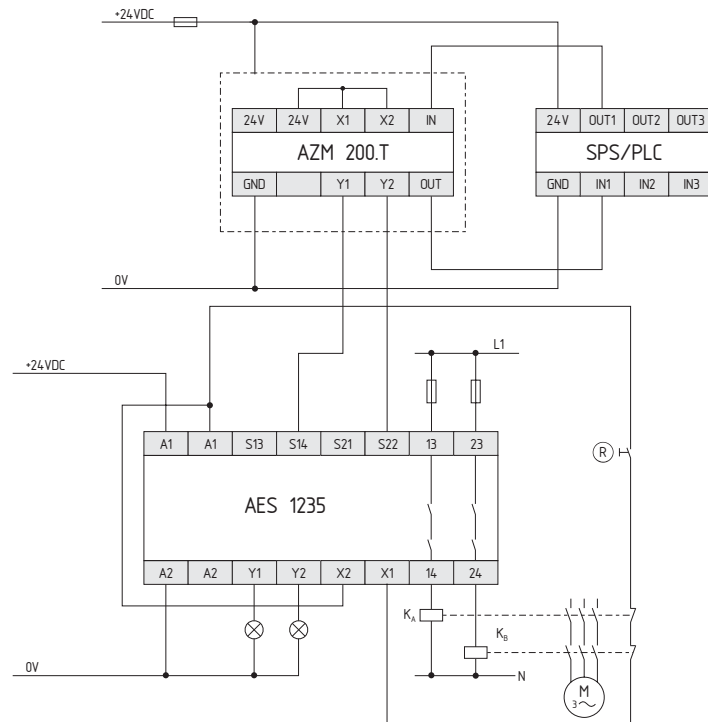 +24VDC
24V 24V X1 X2 IN
24V OUT1 OUT2 OUT3
AZM 200.T
SPS/PLC
GND Y1 Y2 OUT
GND IN1 IN2 IN3
0V
L1
+24VDC
A1 A1 S13 S14 S21 S22 13 23
R
AES 1235
A2 A2 Y1 Y2 X2 X1 14 24
KA
KB
0V
N
M
3~